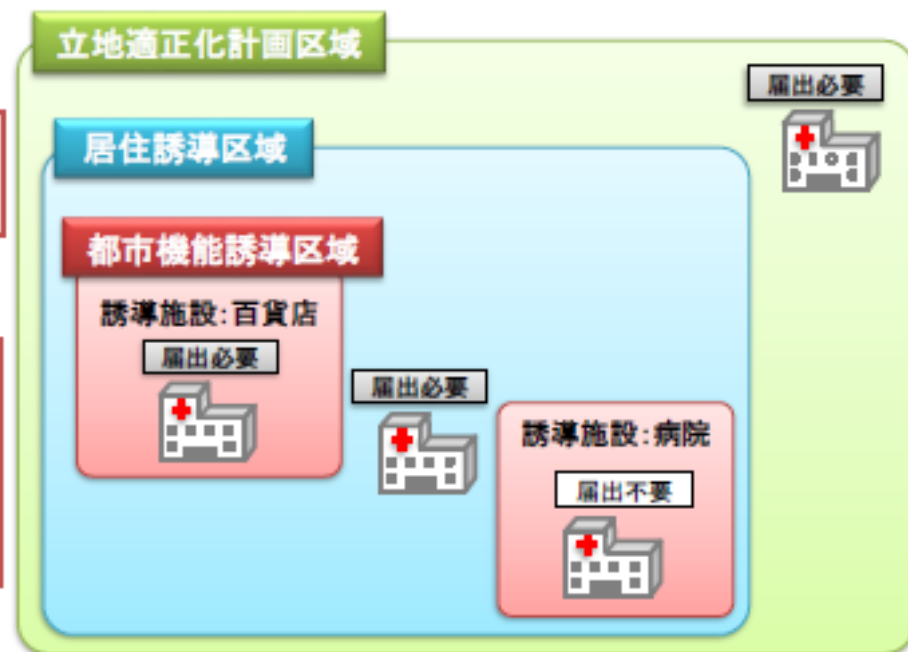 立地適正化計画区域
届出必要
居住誘導区域
都市機能誘導区域
誘導施設:百貨店
届出必要
届出必要
誘導施設:病院
届出不要